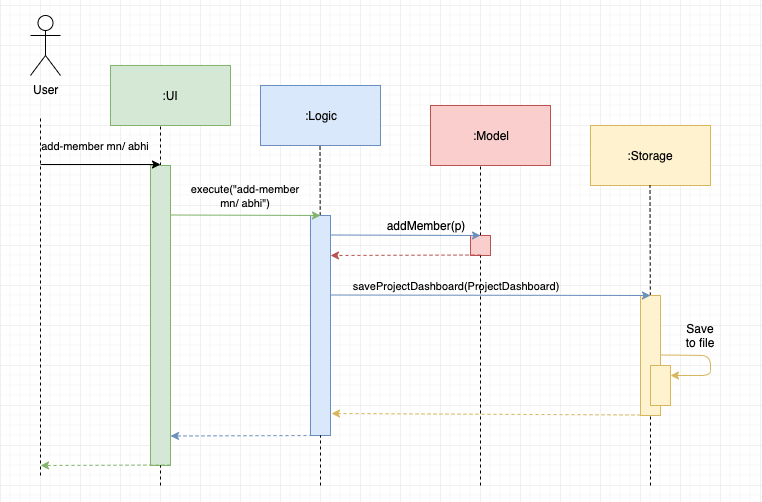 User
:UI
:Logic
:Model
:Storage
add-member mn/ abhi
execute("add-member
mn/ abhi")
addMember(p)
saveProjectDashboard(ProjectDashboard)
Save
to file